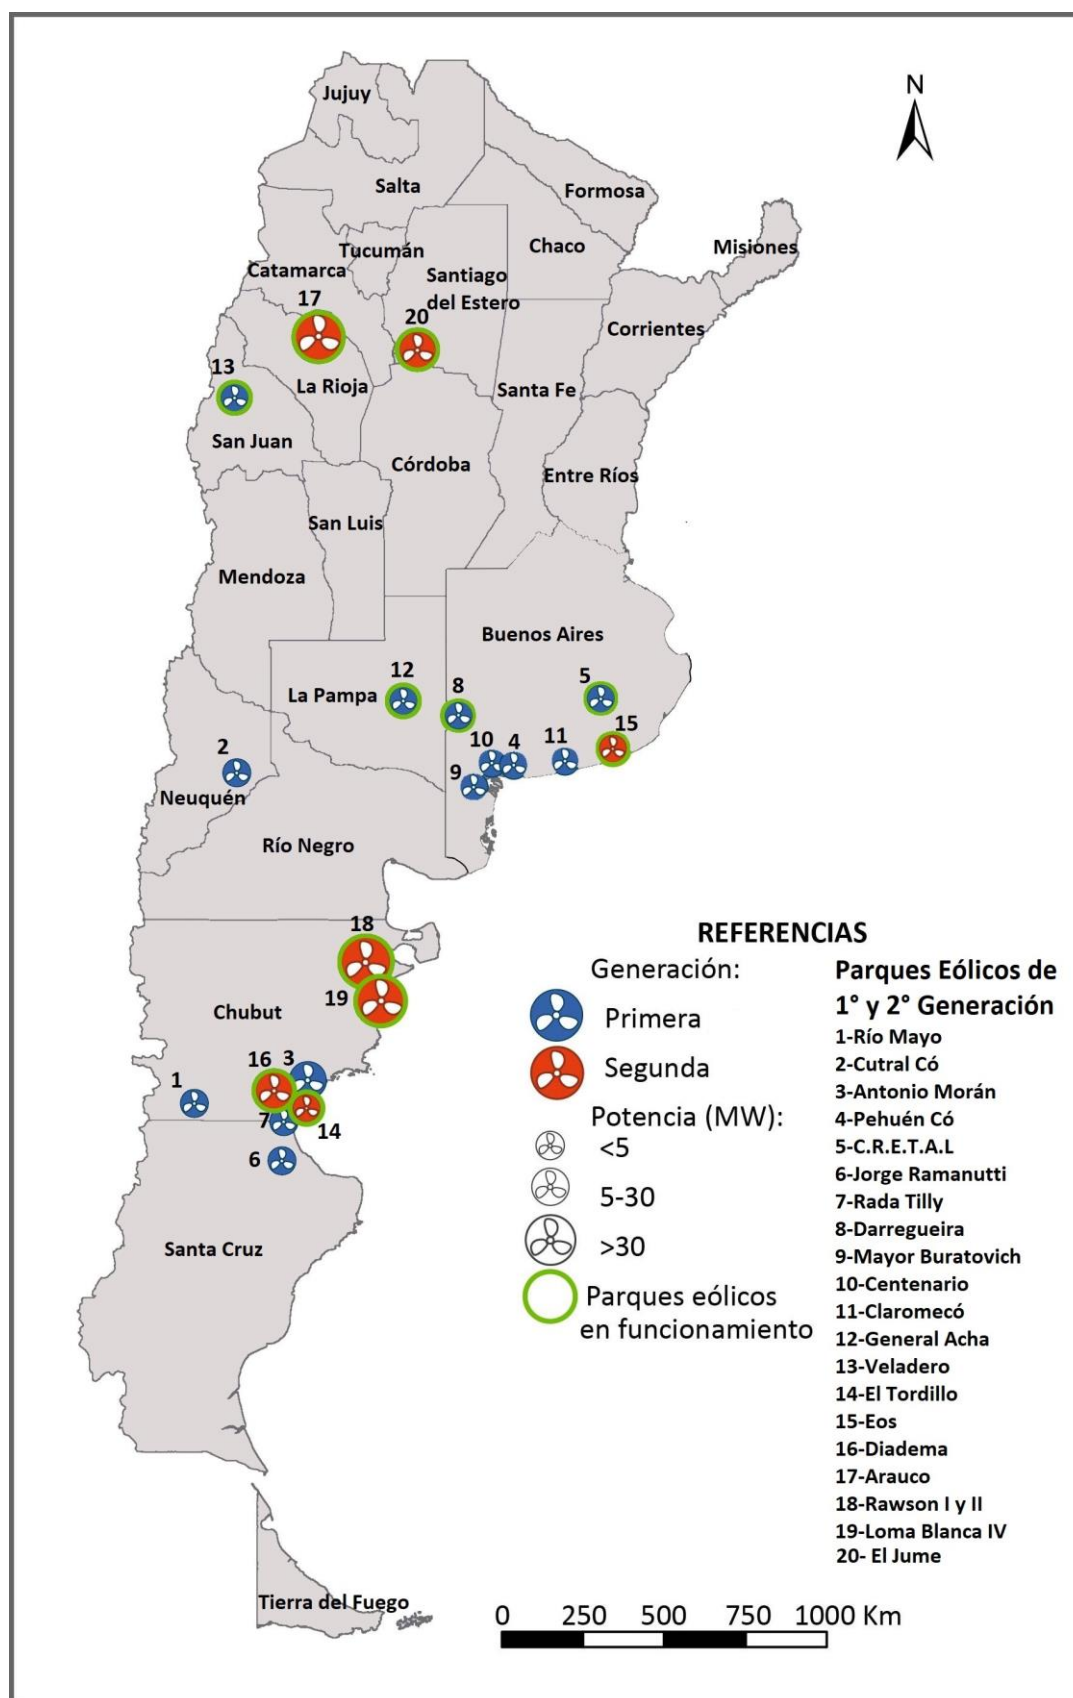 N
Jujuy
Salta
Formosa
Chaco
Misiones
Tucumán
Catamarca
Santiago
del Estero
17
20
Corrientes
13
La Rioja
Santa Fe
San Juan
Córdoba
Entre Ríos
San Luis
Mendoza
Buenos Aires
12
8
5
La Pampa
15
2
10
4
11
9
Neuquén
Río Negro
18
19
Chubut
16
3
1
7
14
6
Santa Cruz
Tierra del Fuego
REFERENCIAS
Generación:
Primera
Segunda
Potencia (MW):
<5
5-30
>30
Parques eólicos
en funcionamiento
Parques Eólicos de
1° y 2° Generación
1-Río Mayo
2-Cutral Có
3-Antonio Morán
4-Pehuén Có
5-C.R.E.T.A.L
6-Jorge Ramanutti
7-Rada Tilly
8-Darregueira
9-Mayor Buratovich
10-Centenario
11-Claromecó
12-General Acha
13-Veladero
14-El Tordillo
15-Eos
16-Diadema
17-Arauco
18-Rawson I y II
19-Loma Blanca IV
20- El Jume
0 250 500 750 1000 Km